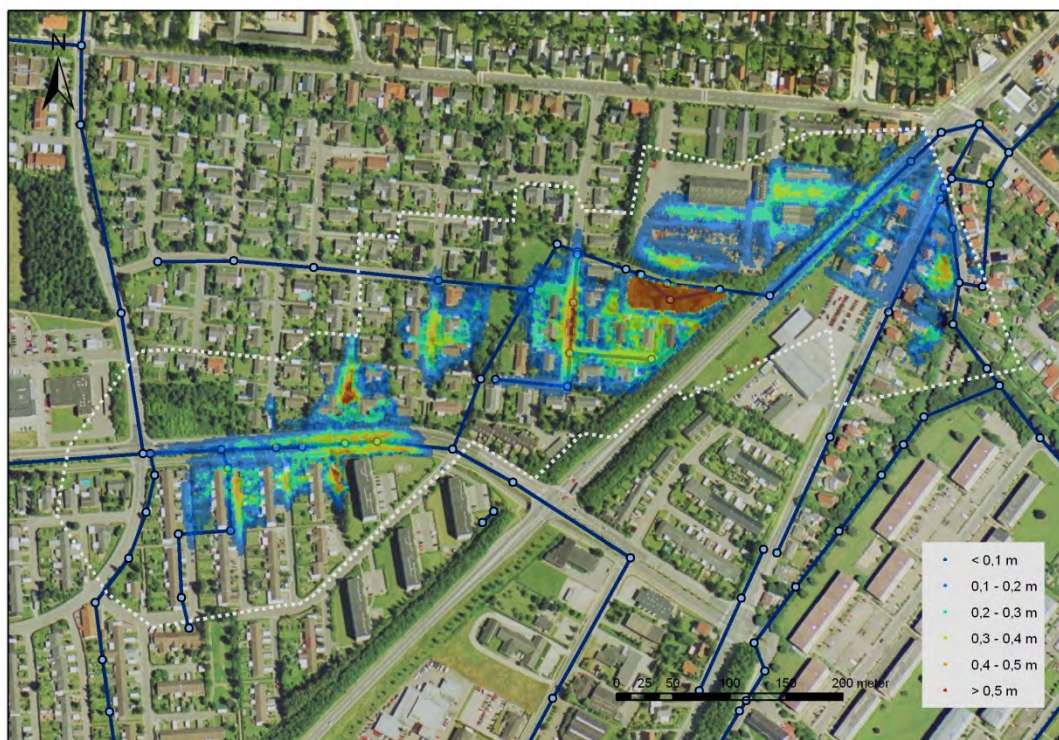 N
< 0,1 m
0,1 - 0,2 m
0,2 - 0,3 m
0,3 - 0,4 m
0,4 - 0,5 m
> 0,5 m
0 25 50 100 150 200 meter